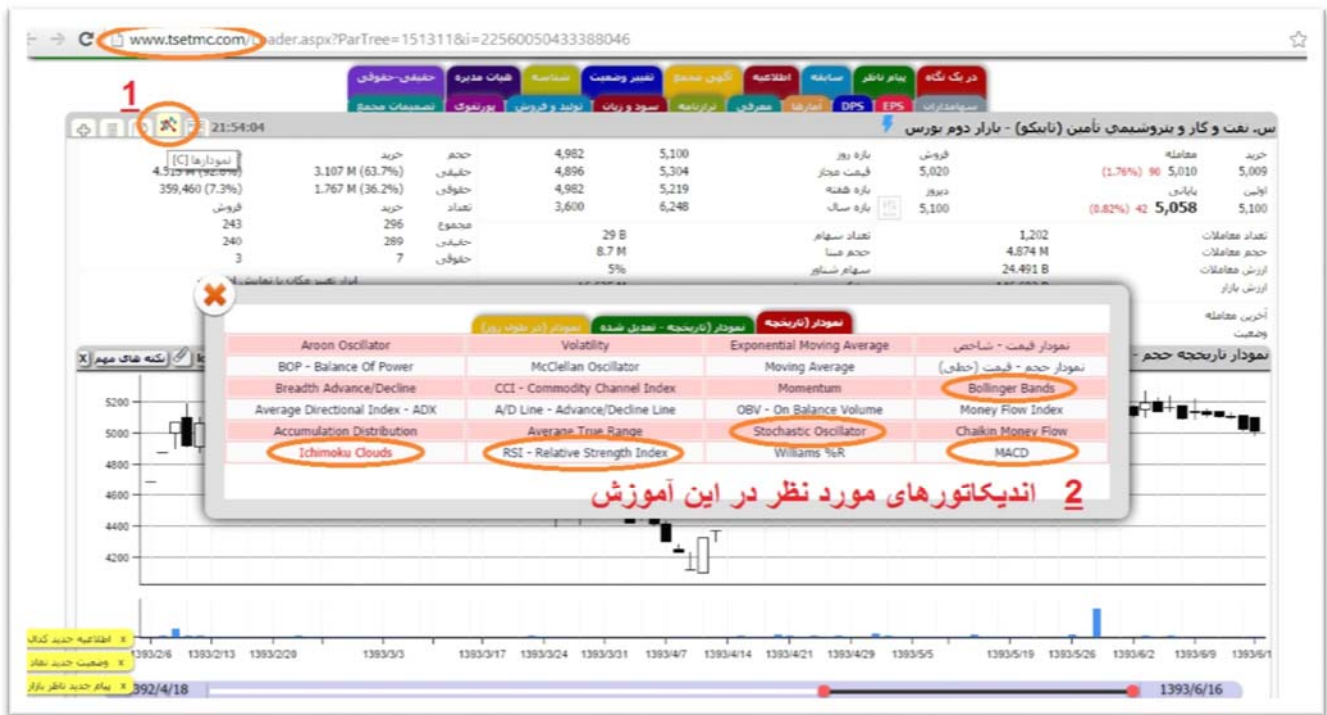 www.tsetmc.com/Loader.aspx?ParTree=151311&i=22560050433388046
1
در یک نگاه پیام ناظر سابقه اطلاعیه آگهی مجمع تغییر وضعیت شناسه هیات مدیره حقیقی-حقوقی
سهامداران EPS DPS آمارها معرفی ترازنامه سود و زیان تولید و فروش پورتفوی تصمیمات مجمع
س. نفت و گاز و پتروشیمی تأمین (تاپیکو) - بازار دوم بورس 21:54:04
نمودارها [C]
خرید معامله فروش
5,009 5,010 90 (1.76%) 5,020
اولین پایانی دیروز
5,100 5,058 42 (0.82%) 5,100
تعداد معاملات 1,202
حجم معاملات 4.874 M
ارزش معاملات 24.491 B
ارزش بازار
آخرین معامله
وضعیت
بازه روز 5,100 4,982
قیمت مجاز 5,304 4,896
بازه هفته 5,219 4,982
بازه سال 6,248 3,600
تعداد سهام 29 B
حجم مبنا 8.7 M
سهام شناور 5%
حجم خرید
حقیقی 3.107 M (63.7%)
حقوقی 1.767 M (36.2%) 359,460 (7.3%)
تعداد خرید فروش
مجموع 296 243
حقیقی 289 240
حقوقی 7 3
نمودار (تاریخچه نمودار (تاریخچه - تعدیل شده نمودار (در طول روز)
Aroon Oscillator Volatility Exponential Moving Average نمودار قیمت - شاخص
BOP - Balance Of Power McClellan Oscillator Moving Average نمودار حجم - قیمت (خطی)
Breadth Advance/Decline CCI - Commodity Channel Index Momentum Bollinger Bands
Average Directional Index - ADX A/D Line - Advance/Decline Line OBV - On Balance Volume Money Flow Index
Accumulation Distribution Average True Range Stochastic Oscillator Chaikin Money Flow
Ichimoku Clouds RSI - Relative Strength Index Williams %R MACD
2 اندیکاتورهای مورد نظر در این آموزش
نمودار تاریخچه حجم -
نکته های مهم X
5200
5000
4800
4600
4400
4200
1393/2/6 1393/2/13 1393/2/20 1393/3/3 1393/3/17 1393/3/24 1393/3/31 1393/4/7 1393/4/14 1393/4/21 1393/4/29 1393/5/5 1393/5/19 1393/5/26 1393/6/2 1393/6/9 1393/6/1
x اطلاعیه جدید کدال
x وضعیت جدید نماد
x پیام جدید ناظر بازار
392/4/18 1393/6/16